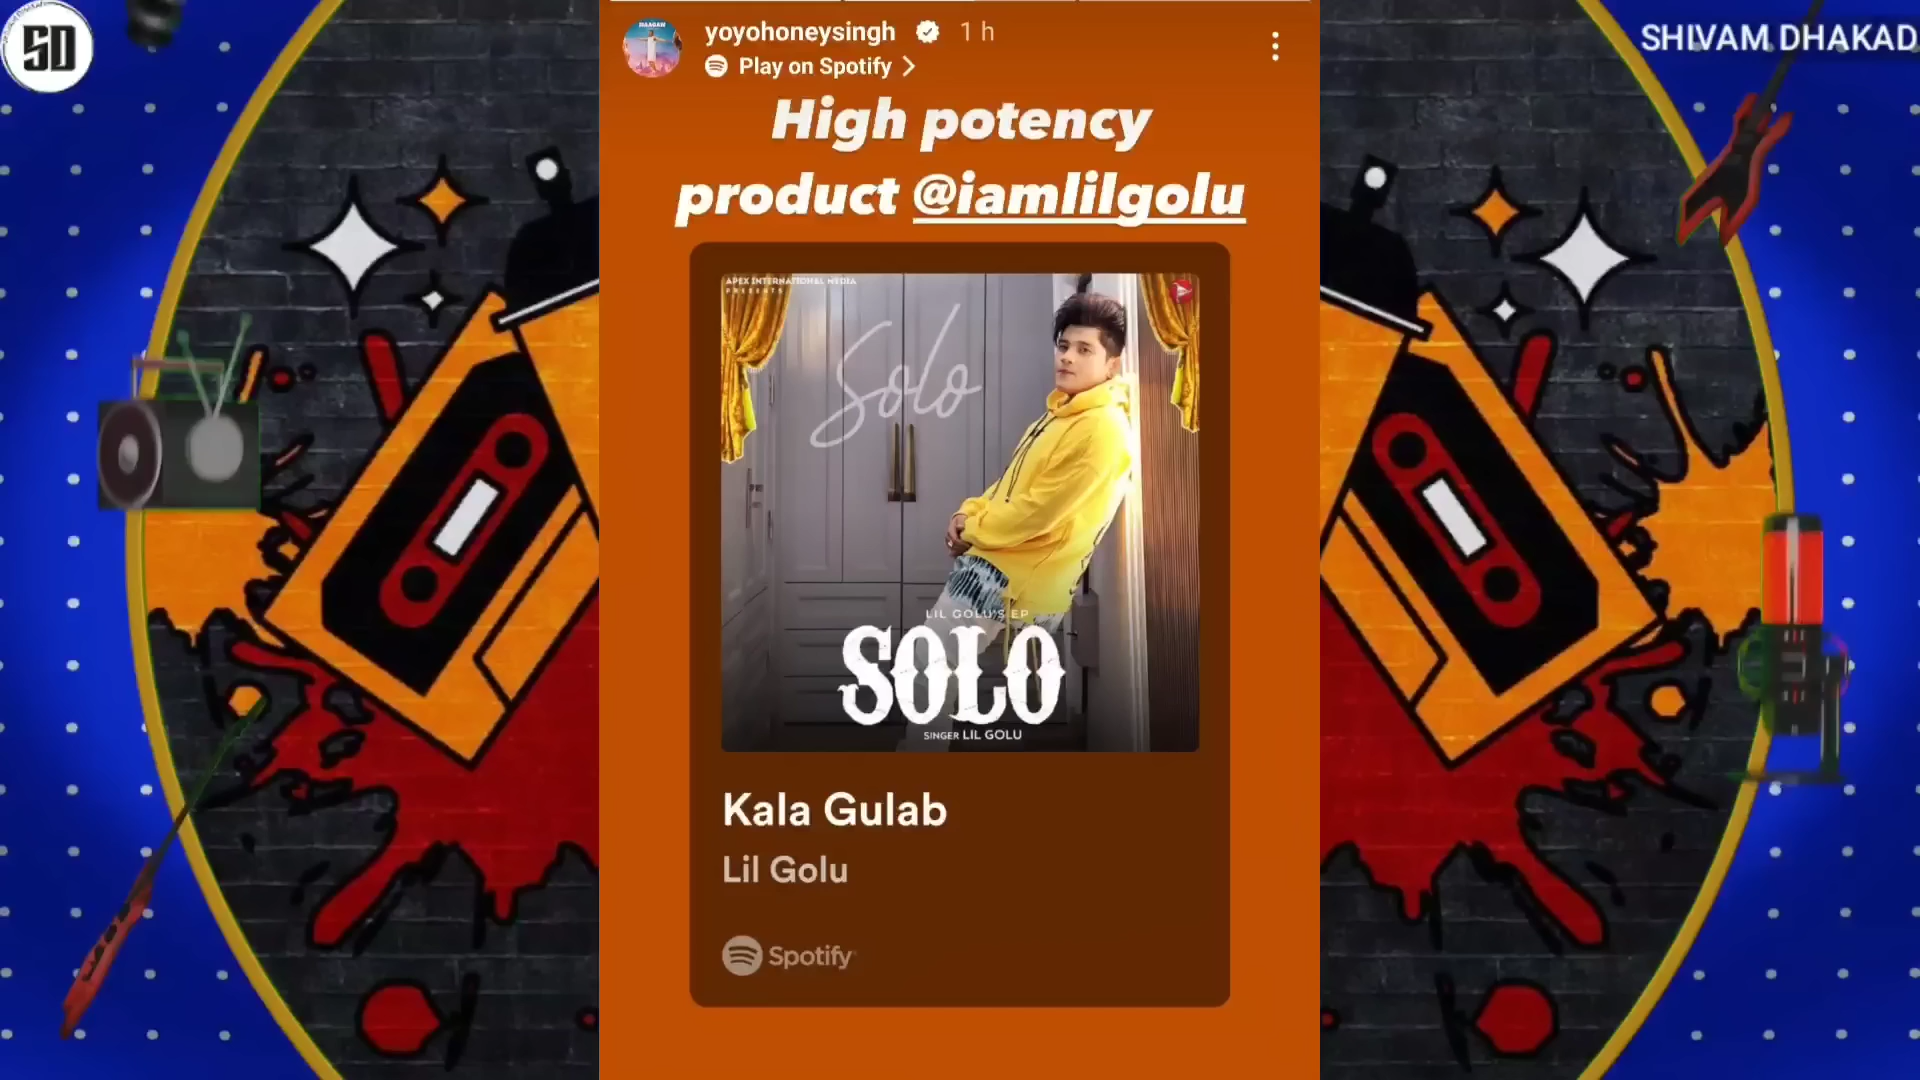 SD
SHIVAM DHAKAD
yoyohoneysingh 1 h
Play on Spotify
High potency
product @iamlilgolu
APEX INTERNATIONAL MEDIA
PRESENTS
Solo
LIL GOLU'S EP
SOLO
SINGER LIL GOLU
Kala Gulab
Lil Golu
Spotify